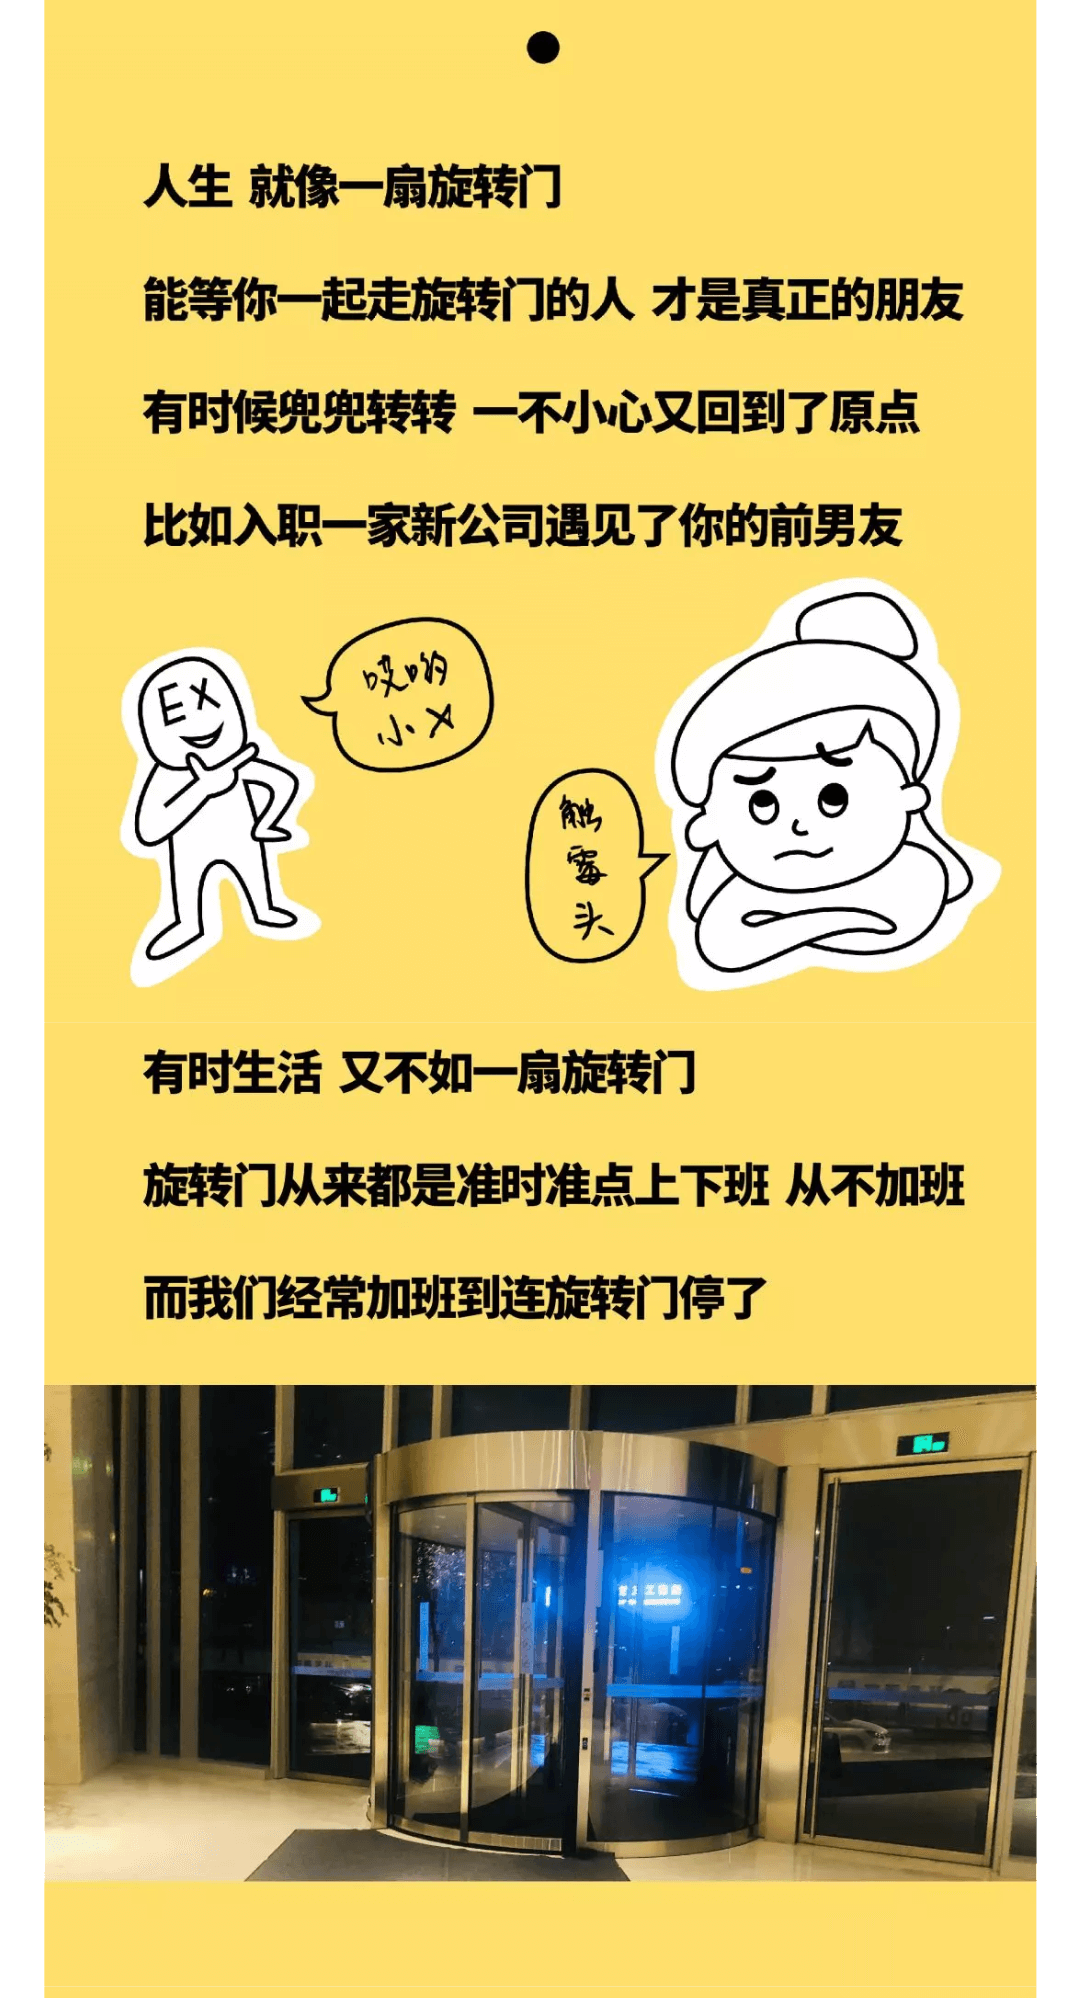 人生 就像一扇旋转门
能等你一起走旋转门的人 才是真正的朋友
有时候兜兜转转 一不小心又回到了原点
比如入职一家新公司遇见了你的前男友
EX
哎哟
小X
触
霉
头
有时生活 又不如一扇旋转门
旋转门从来都是准时准点上下班 从不加班
而我们经常加班到连旋转门停了